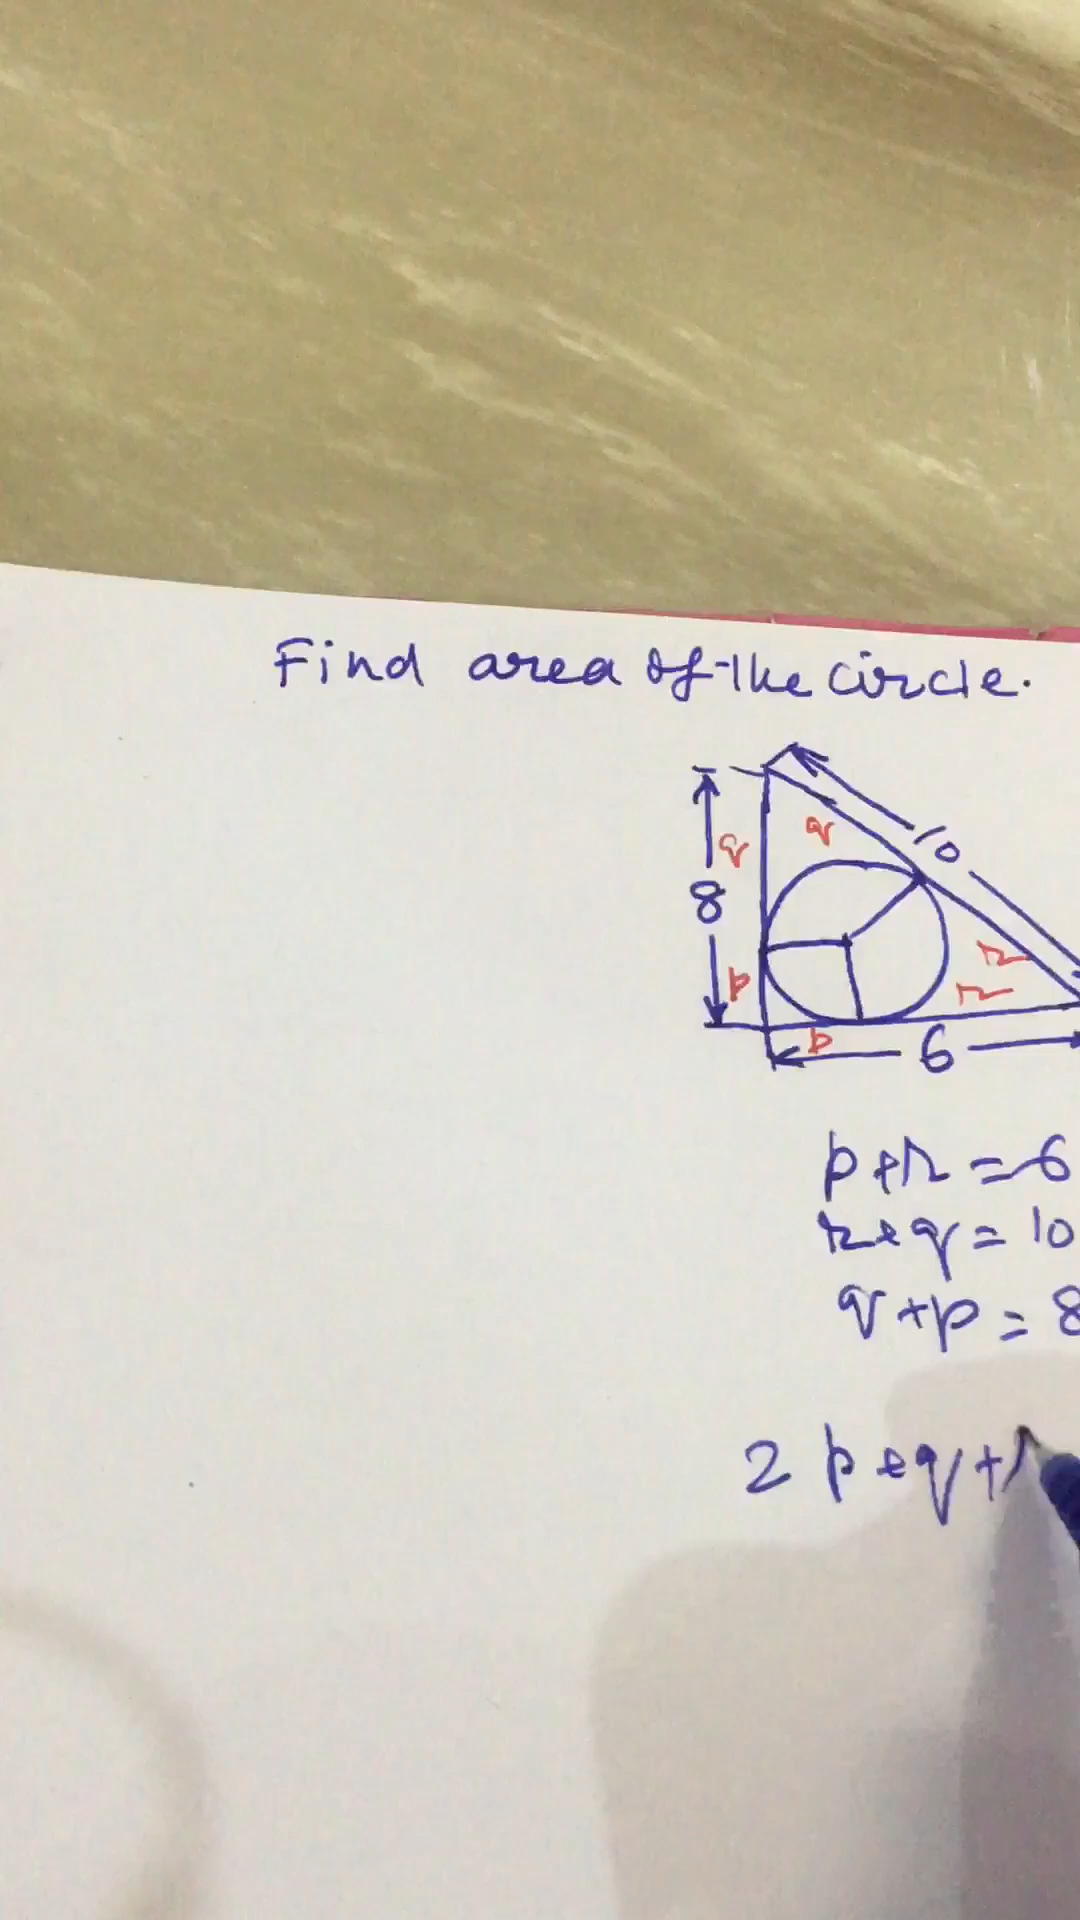 Find area of the circle.
10
q
q
8
r
p
r
p
6
p+r=6
r+q=10
q+p=8
2 p+q+r